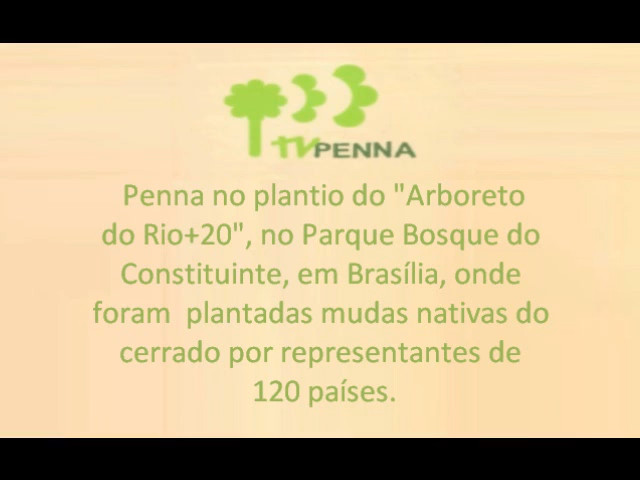 TVPENNA
Penna no plantio do "Arboreto
do Rio+20", no Parque Bosque do
Constituinte, em Brasília, onde
foram plantadas mudas nativas do
cerrado por representantes de
120 países.